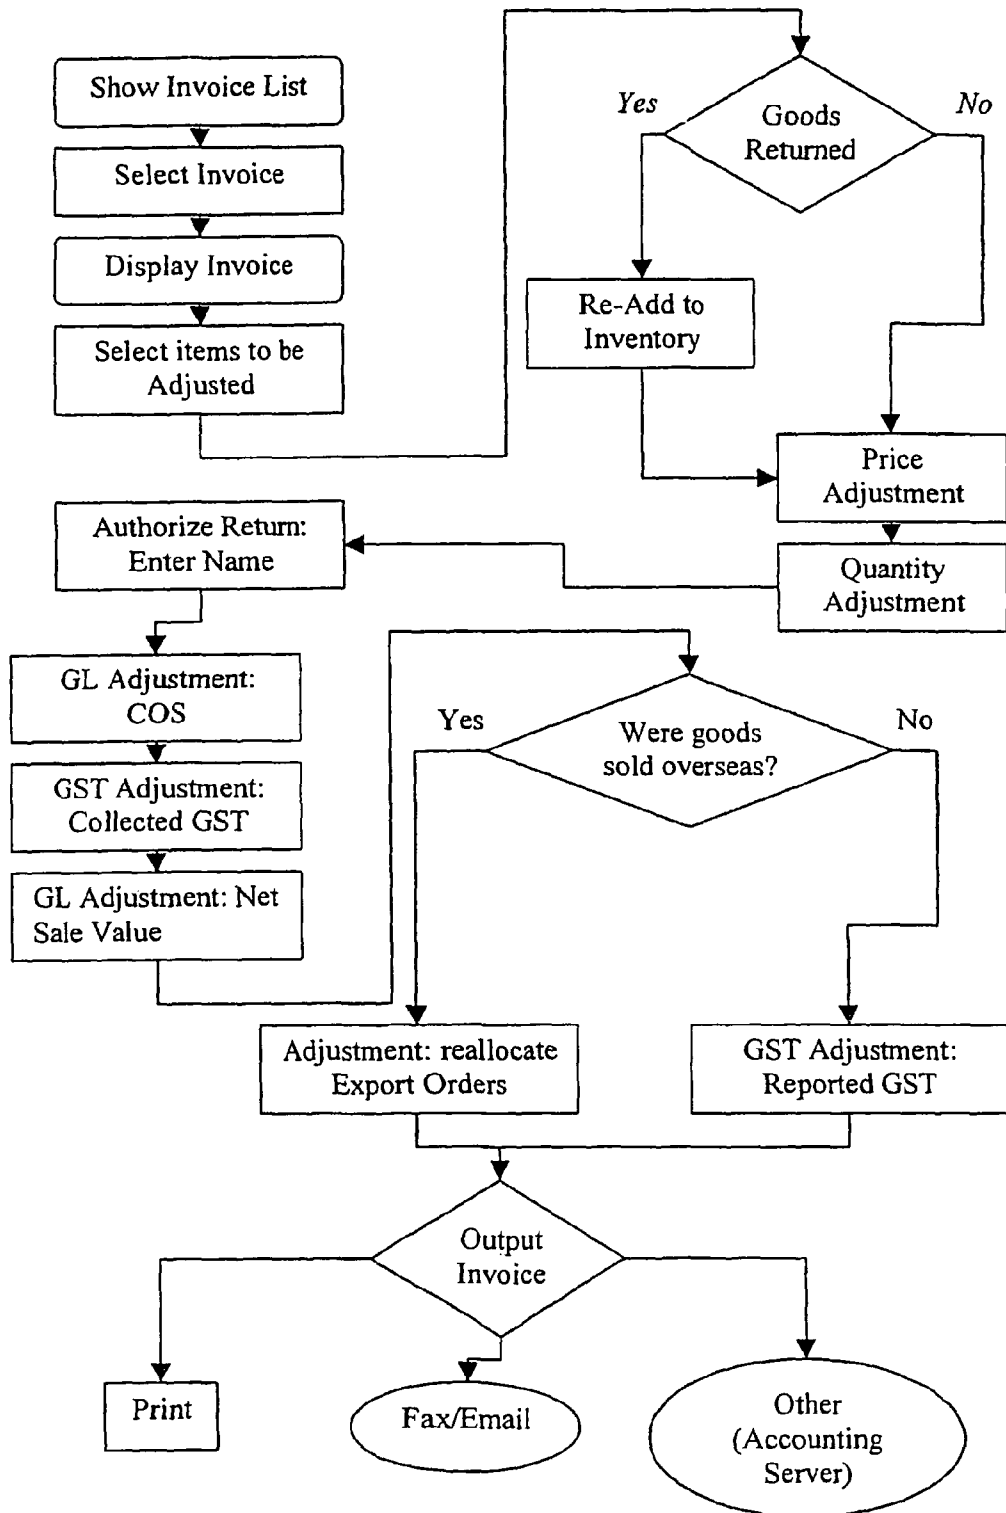 Show Invoice List
Select Invoice
Display Invoice
Select items to be
Adjusted
Yes
Goods
Returned
No
Re-Add to
Inventory
Price
Adjustment
Quantity
Adjustment
Authorize Return:
Enter Name
GL Adjustment:
COS
GST Adjustment:
Collected GST
GL Adjustment: Net
Sale Value
Yes
Were goods
sold overseas?
No
Adjustment: reallocate
Export Orders
GST Adjustment:
Reported GST
Output
Invoice
Print
Fax/Email
Other
(Accounting
Server)